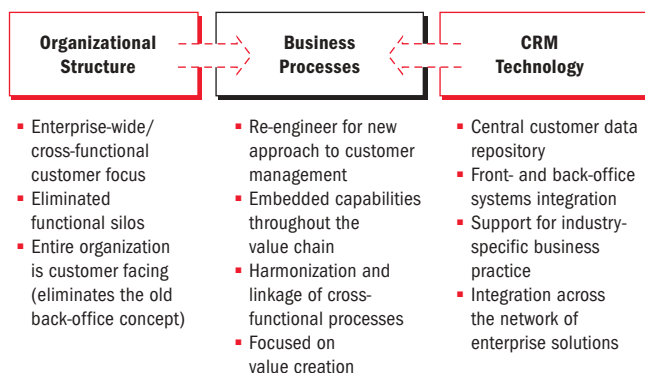 Organizational
Structure
Business
Processes
CRM
Technology
▪ Enterprise-wide/
cross-functional
customer focus
▪ Eliminated
functional silos
▪ Entire organization
is customer facing
(eliminates the old
back-office concept)
▪ Re-engineer for new
approach to customer
management
▪ Embedded capabilities
throughout the
value chain
▪ Harmonization and
linkage of cross-
functional processes
▪ Focused on
value creation
▪ Central customer data
repository
▪ Front- and back-office
systems integration
▪ Support for industry-
specific business
practice
▪ Integration across
the network of
enterprise solutions